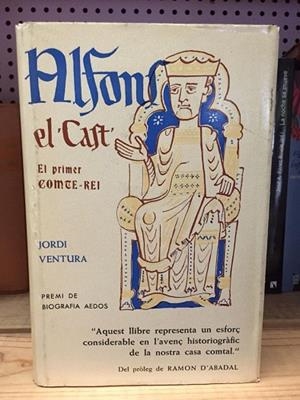 Alfons
el 'Cast'
El primer
COMTE-REI
JORDI
VENTURA
PREMI DE
BIOGRAFIA AEDOS
"Aquest llibre representa un esforç
considerable en l'avenç historiogràfic
de la nostra casa comtal."
Del pròleg de RAMON D'ABADAL